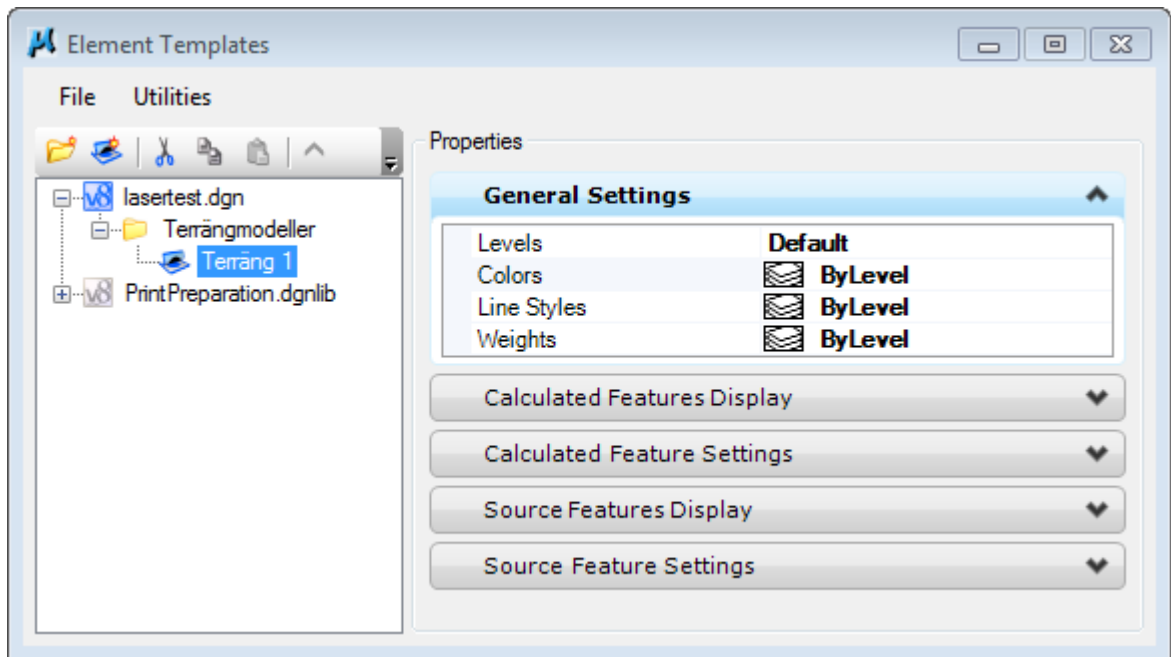 Element Templates
File Utilities
Properties
lasertest.dgn
Terrängmodeller
Terräng 1
PrintPreparation.dgnlib
General Settings
Levels Default
Colors ByLevel
Line Styles ByLevel
Weights ByLevel
Calculated Features Display
Calculated Feature Settings
Source Features Display
Source Feature Settings